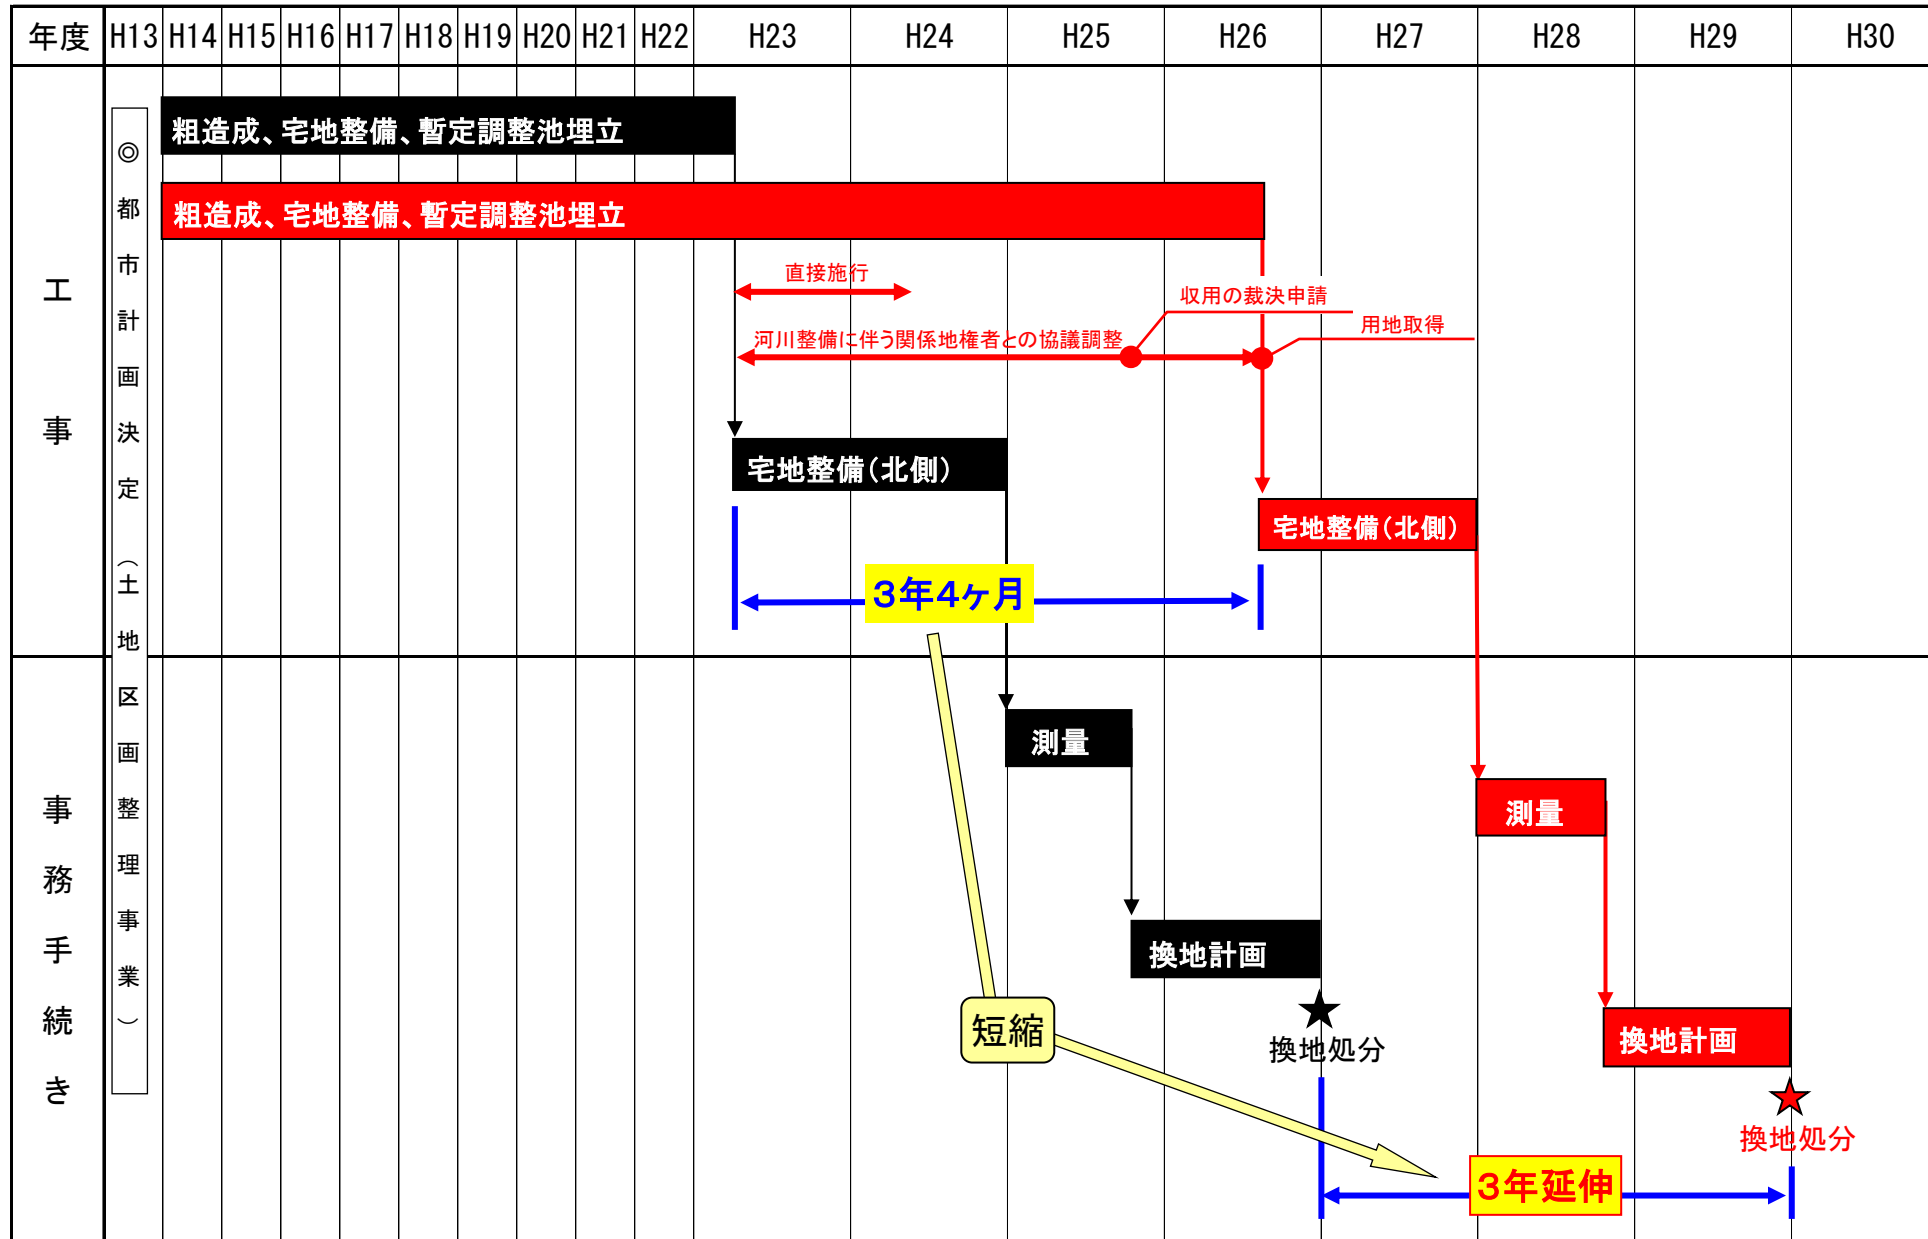 年度 H13 H14 H15 H16 H17 H18 H19 H20 H21 H22 H23 H24 H25 H26 H27 H28 H29 H30
工事
◎都市計画決定（土地区画整理事業）
粗造成、宅地整備、暫定調整池埋立
粗造成、宅地整備、暫定調整池埋立
直接施行
収用の裁決申請
用地取得
河川整備に伴う関係地権者との協議調整
宅地整備(北側)
宅地整備(北側)
3年4ヶ月
事務手続き
測量
測量
換地計画
短縮
換地処分
換地計画
換地処分
3年延伸